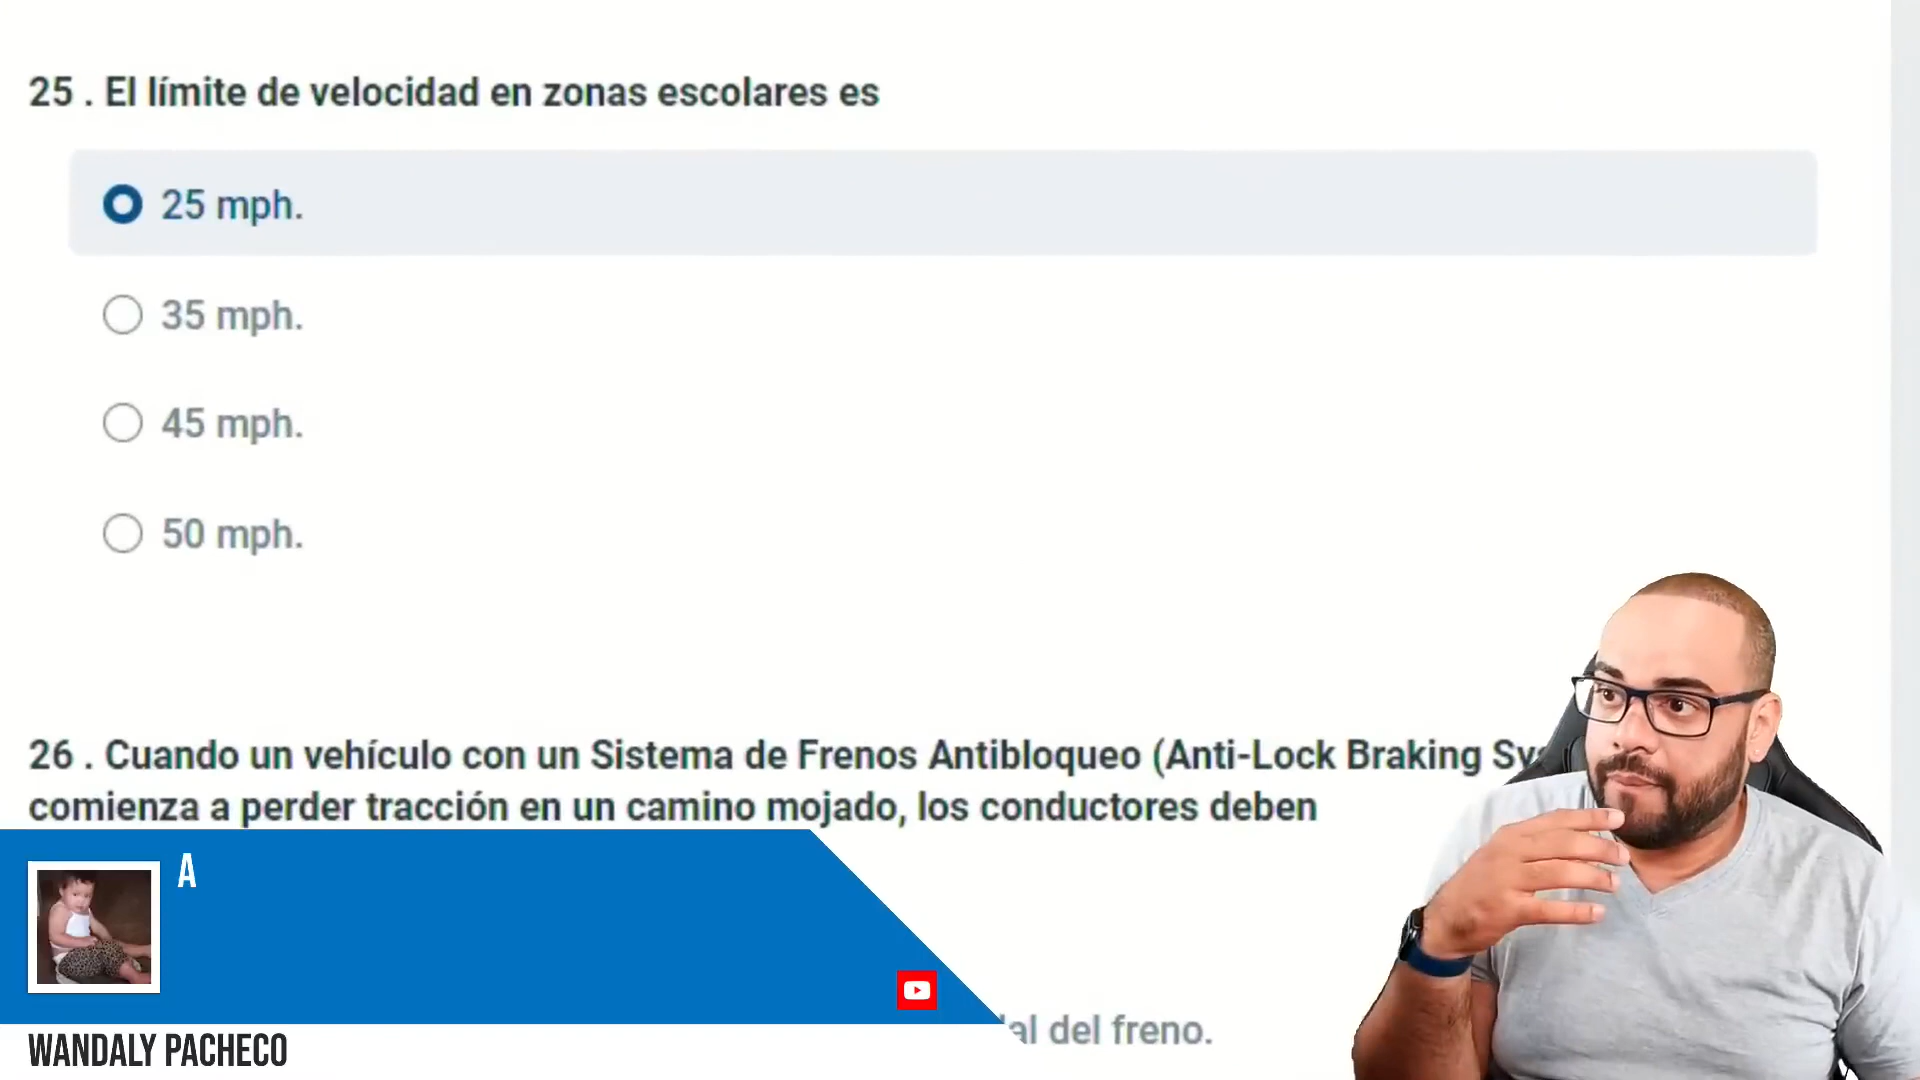 25 . El límite de velocidad en zonas escolares es
25 mph.
35 mph.
45 mph.
50 mph.
26 . Cuando un vehículo con un Sistema de Frenos Antibloqueo (Anti-Lock Braking
comienza a perder tracción en un camino mojado, los conductores deben
A
del freno.
WANDALY PACHECO